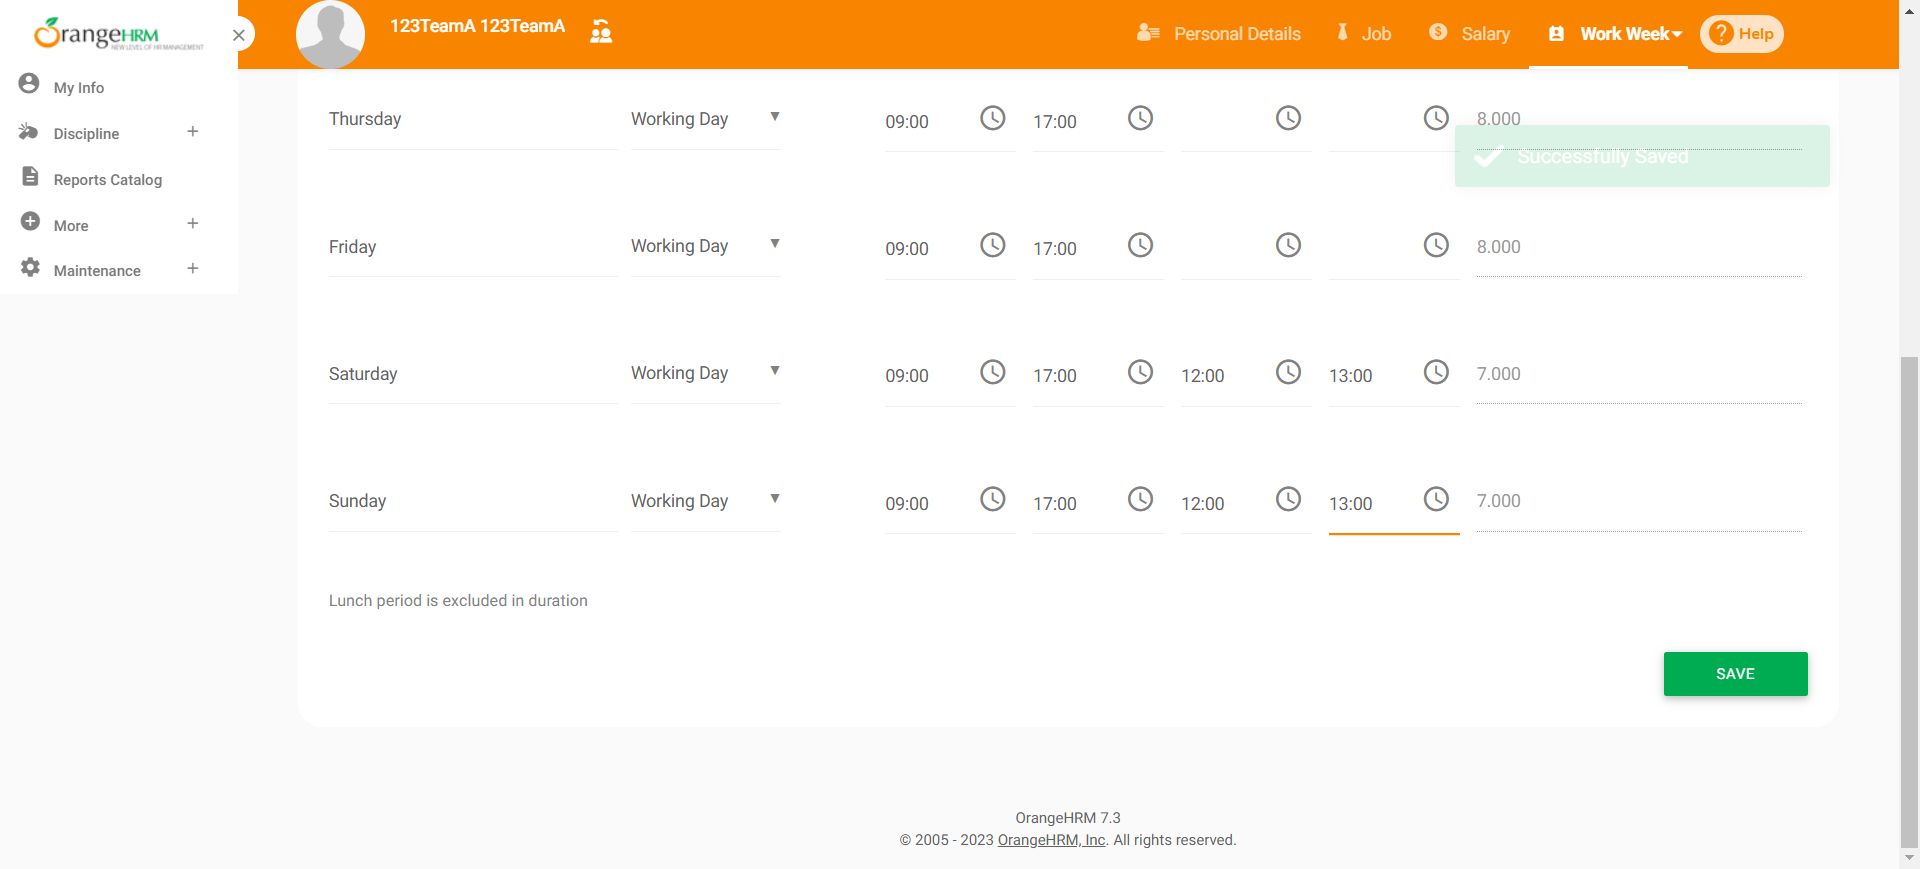 OrangeHRM
NEW LEVEL OF HR MANAGEMENT
My Info
Discipline +
Reports Catalog
More +
Maintenance +
123TeamA 123TeamA
Personal Details Job Salary Work Week ? Help
Thursday Working Day 09:00 17:00 8.000
Successfully Saved
Friday Working Day 09:00 17:00 8.000
Saturday Working Day 09:00 17:00 12:00 13:00 7.000
Sunday Working Day 09:00 17:00 12:00 13:00 7.000
Lunch period is excluded in duration
SAVE
OrangeHRM 7.3
© 2005 - 2023 OrangeHRM, Inc. All rights reserved.